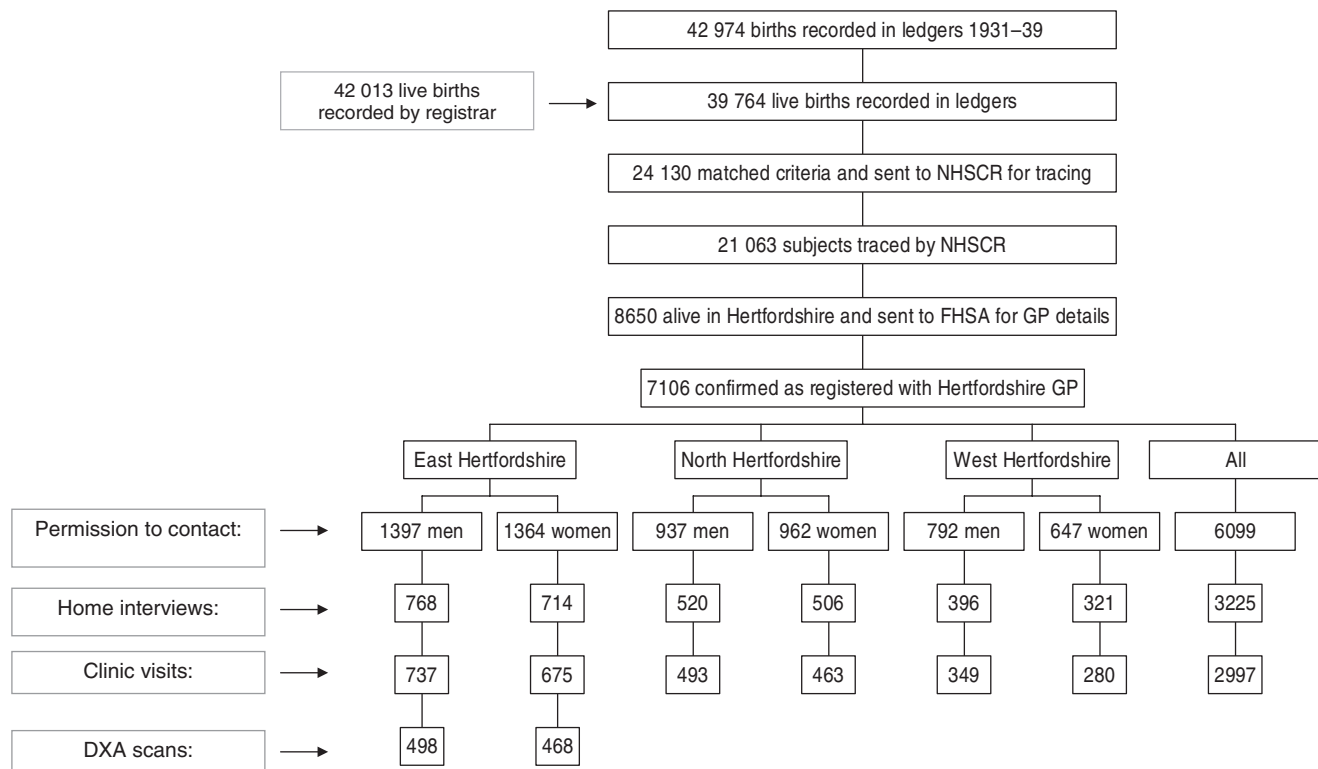 42 974 births recorded in ledgers 1931–39
42 013 live births
recorded by registrar
39 764 live births recorded in ledgers
24 130 matched criteria and sent to NHSCR for tracing
21 063 subjects traced by NHSCR
8650 alive in Hertfordshire and sent to FHSA for GP details
7106 confirmed as registered with Hertfordshire GP
East Hertfordshire North Hertfordshire West Hertfordshire All
Permission to contact: 1397 men 1364 women 937 men 962 women 792 men 647 women 6099
Home interviews: 768 714 520 506 396 321 3225
Clinic visits: 737 675 493 463 349 280 2997
DXA scans: 498 468